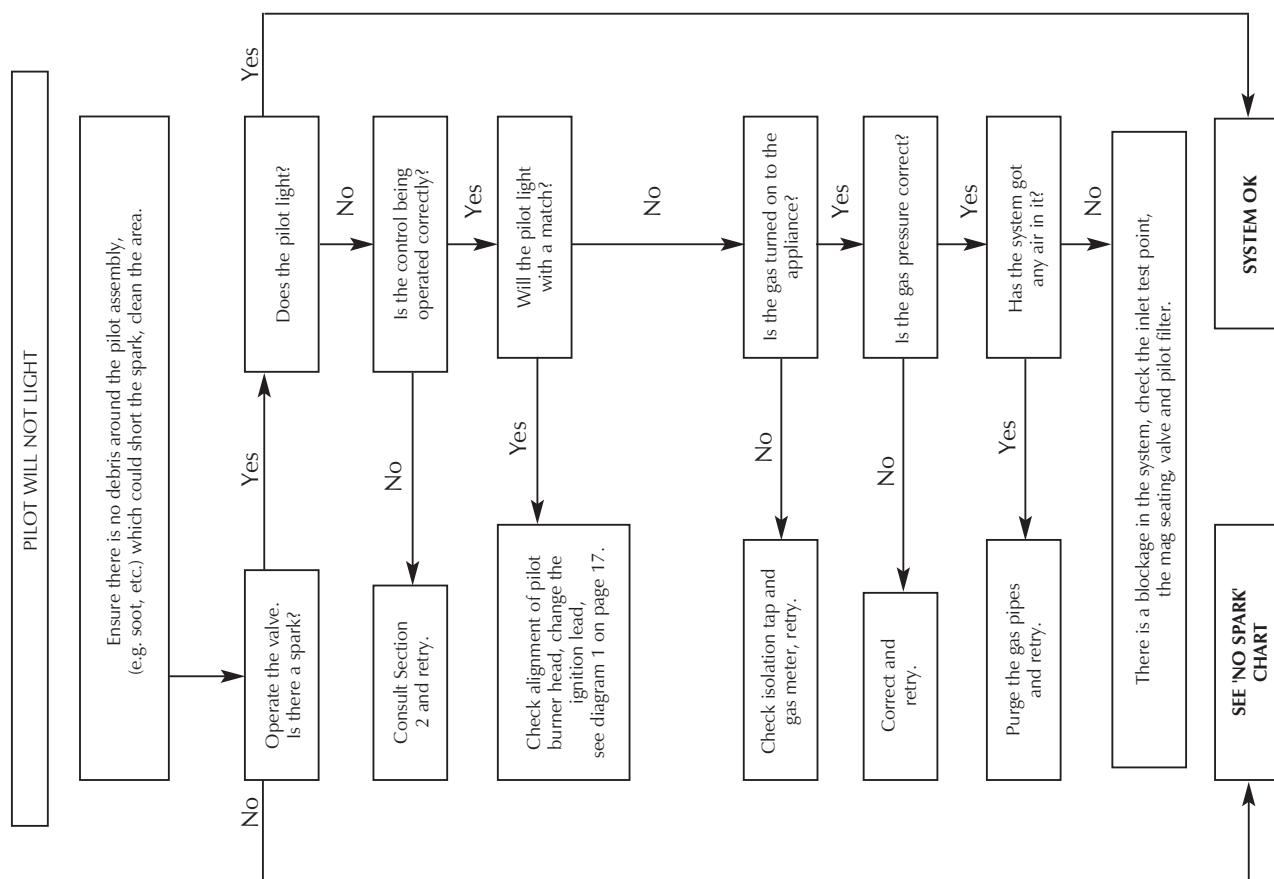 PILOT WILL NOT LIGHT
Ensure there is no debris around the pilot assembly,
(e.g. soot, etc.) which could short the spark, clean the area.
Operate the valve.
Is there a spark?
No
Yes
Does the pilot light?
Yes
No
Is the control being
operated correctly?
No
Consult Section
2 and retry.
Yes
Will the pilot light
with a match?
Yes
Check alignment of pilot
burner head, change the
ignition lead,
see diagram 1 on page 17.
No
Is the gas turned on to the
appliance?
No
Check isolation tap and
gas meter, retry.
Yes
Is the gas pressure correct?
No
Correct and
retry.
Yes
Has the system got
any air in it?
Yes
Purge the gas pipes
and retry.
No
There is a blockage in the system, check the inlet test point,
the mag seating, valve and pilot filter.
SEE 'NO SPARK'
CHART
SYSTEM OK